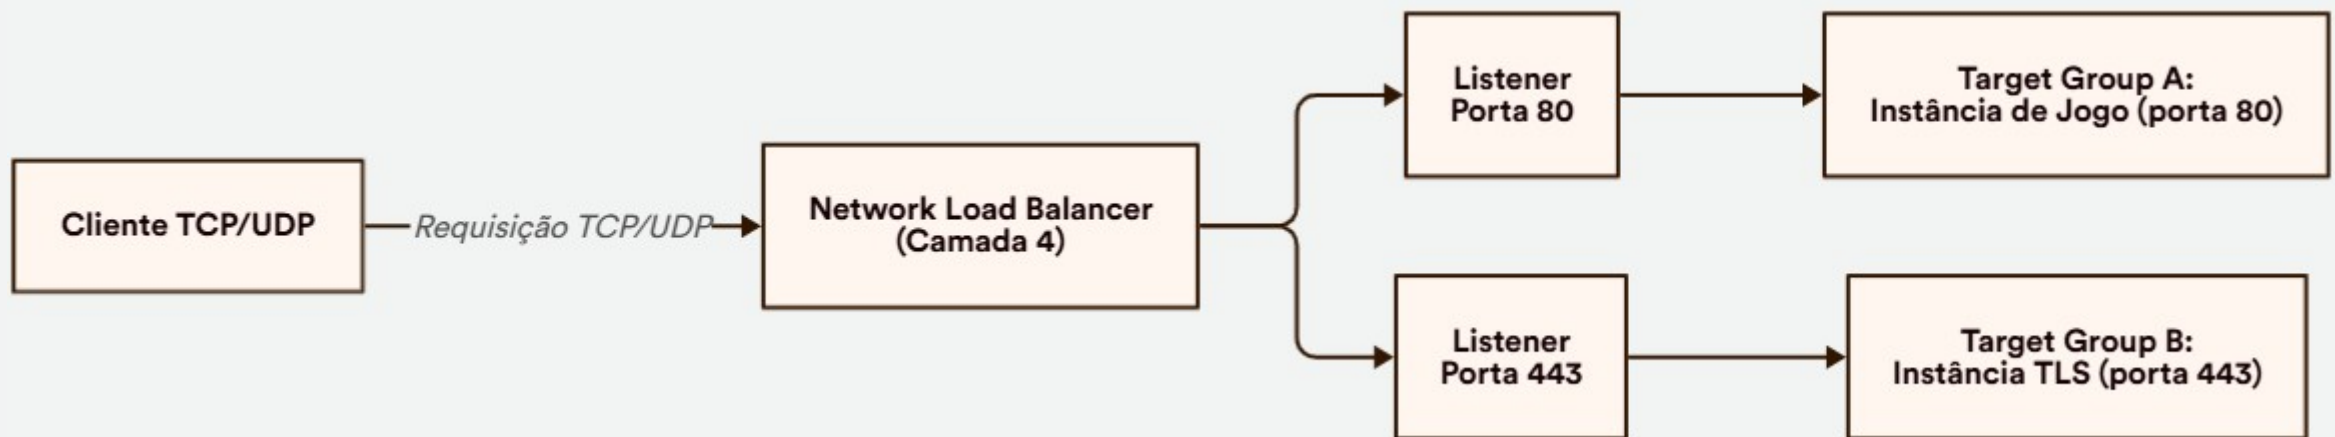 Cliente TCP/UDP
Requisição TCP/UDP
Network Load Balancer
(Camada 4)
Listener
Porta 80
Target Group A:
Instância de Jogo (porta 80)
Listener
Porta 443
Target Group B:
Instância TLS (porta 443)